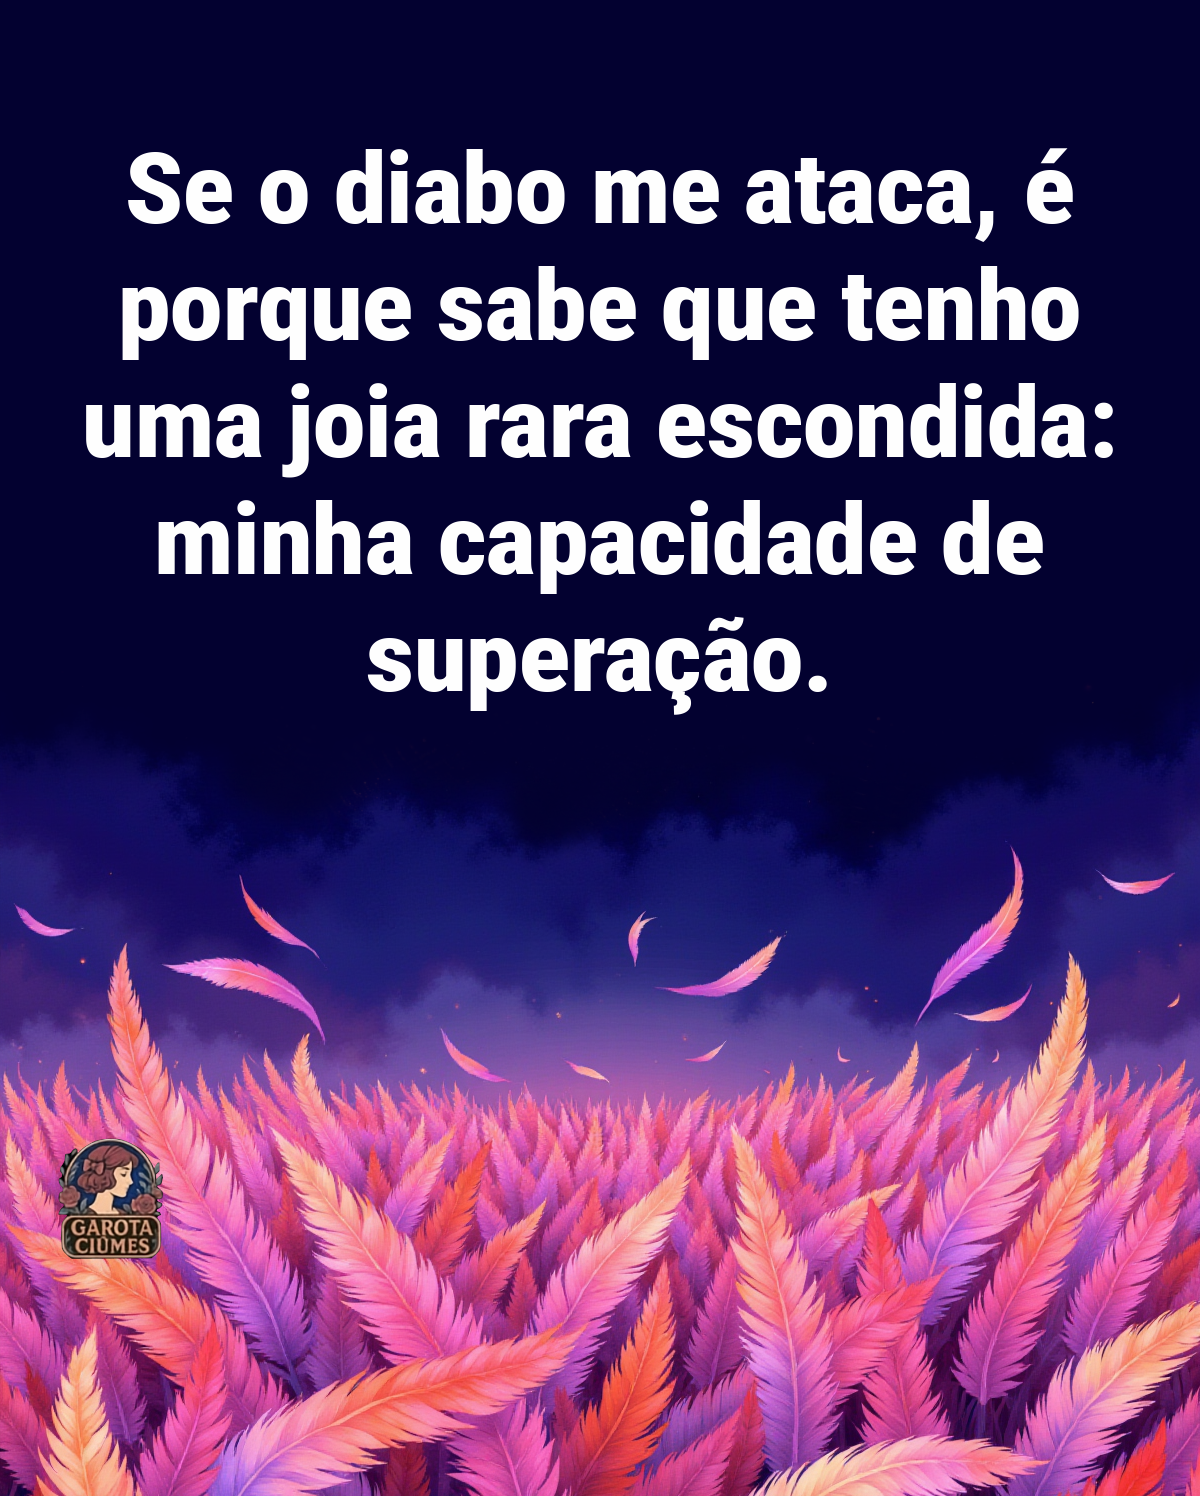 Se o diabo me ataca, é
porque sabe que tenho
uma joia rara escondida:
minha capacidade de
superação.
GAROTA
CIÚMES